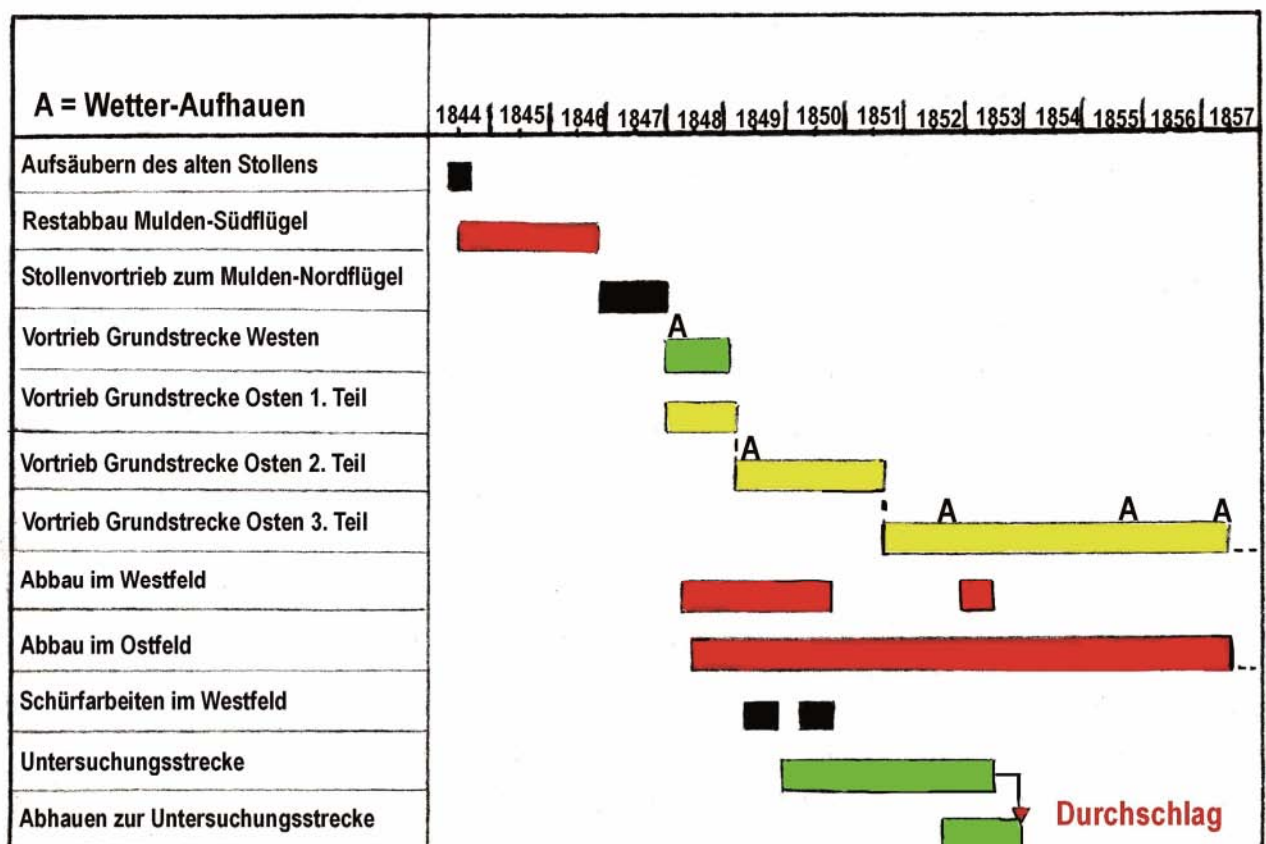 A = Wetter-Aufhauen
1844 1845 1846 1847 1848 1849 1850 1851 1852 1853 1854 1855 1856 1857
Aufsäubern des alten Stollens
Restabbau Mulden-Südflügel
Stollenvortrieb zum Mulden-Nordflügel
Vortrieb Grundstrecke Westen
A
Vortrieb Grundstrecke Osten 1. Teil
Vortrieb Grundstrecke Osten 2. Teil
A
Vortrieb Grundstrecke Osten 3. Teil
A A A
Abbau im Westfeld
Abbau im Ostfeld
Schürfarbeiten im Westfeld
Untersuchungsstrecke
Abhauen zur Untersuchungsstrecke
Durchschlag